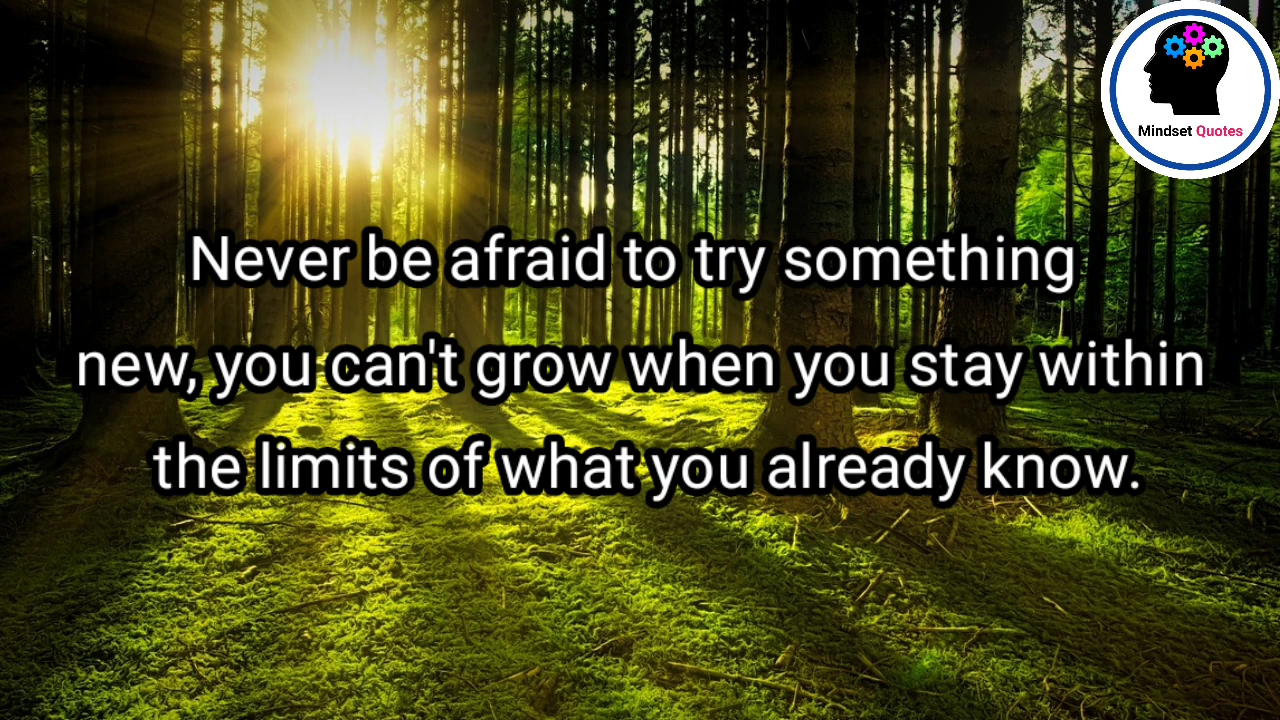 Mindset Quotes
Never be afraid to try something
new, you can't grow when you stay within
the limits of what you already know.